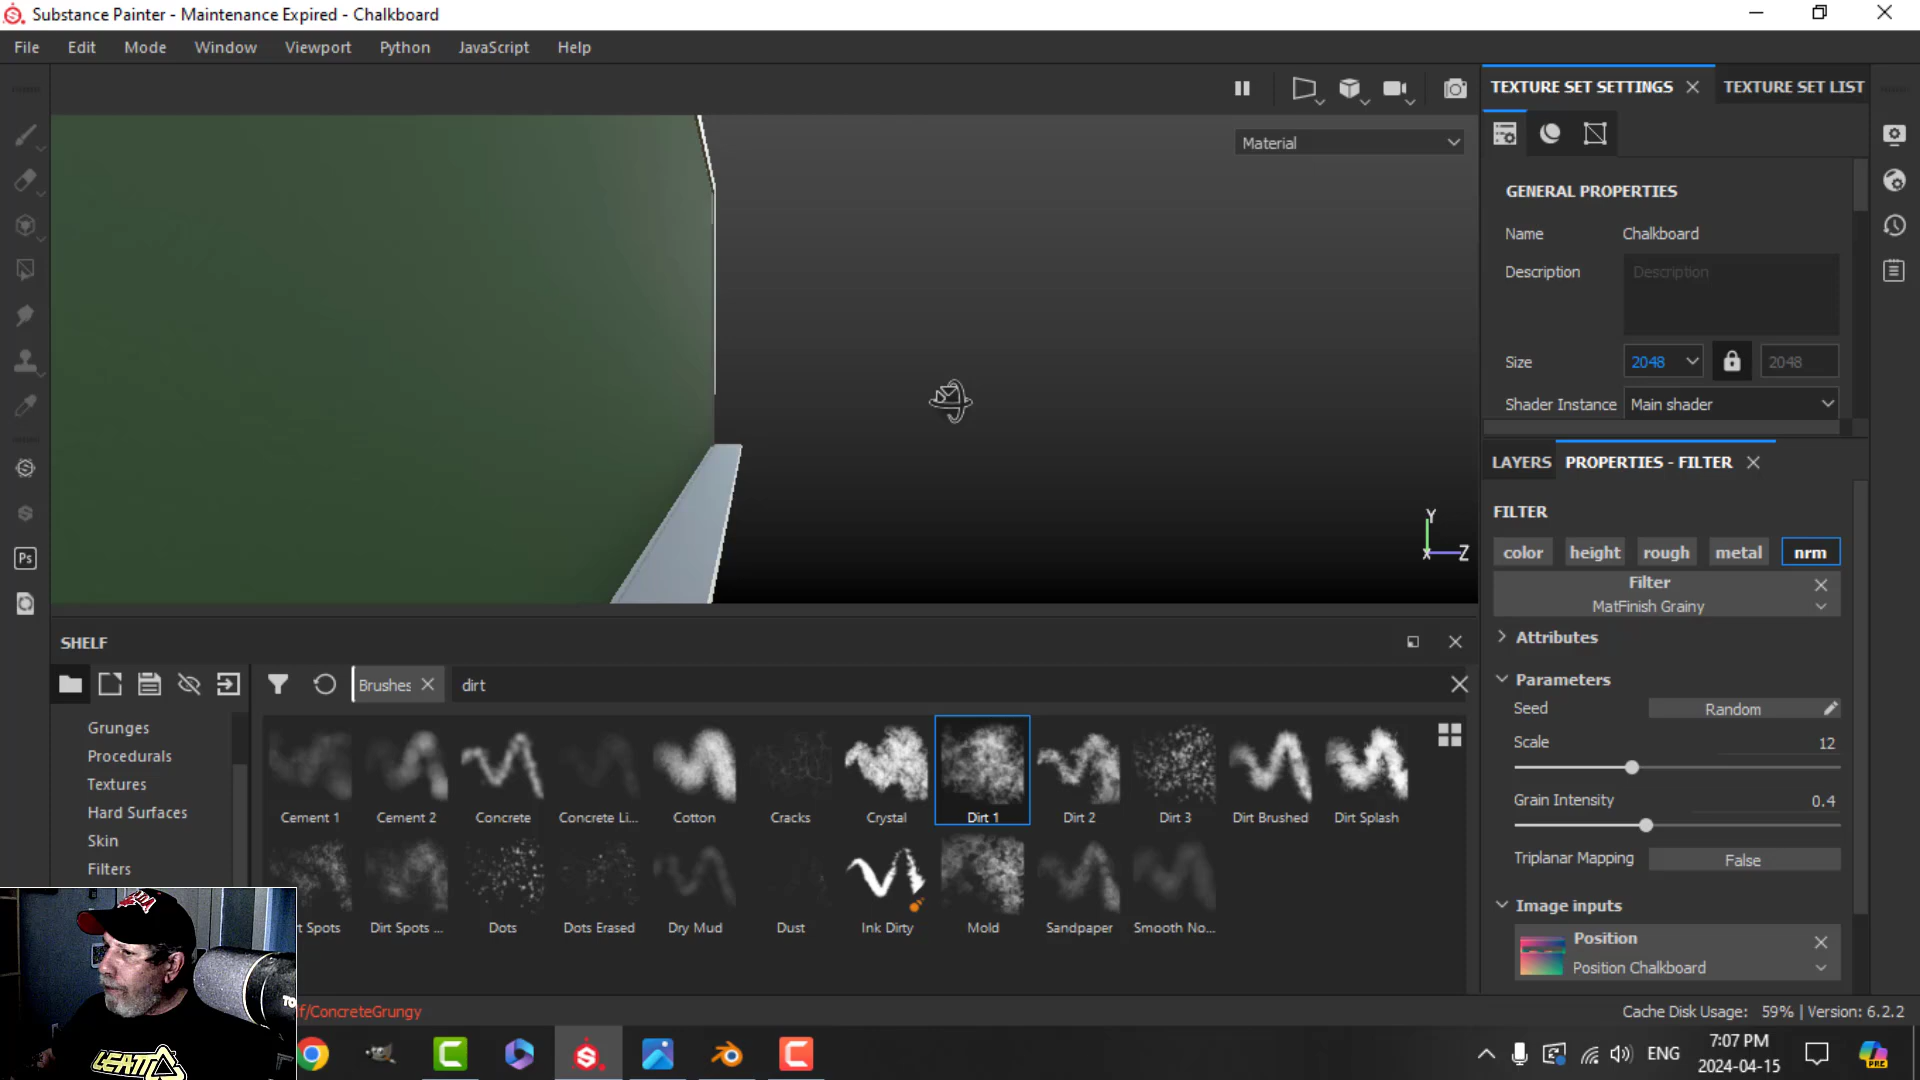 Substance Painter - Maintenance Expired - Chalkboard
File Edit Mode Window Viewport Python JavaScript Help
TEXTURE SET SETTINGS TEXTURE SET LIST
Material
GENERAL PROPERTIES
Name Chalkboard
Description Description
Size 2048 2048
Shader Instance Main shader
LAYERS PROPERTIES - FILTER
FILTER
color height rough metal nrm
Filter
MatFinish Grainy
Attributes
Parameters
Seed Random
Scale 12
Grain Intensity 0.4
Triplanar Mapping False
Image inputs
Position
Position Chalkboard
Y
X Z
SHELF
Brushes dirt
Grunges
Procedurals
Textures
Hard Surfaces
Skin
Filters
Cement 1 Cement 2 Concrete Concrete Li... Cotton Cracks Crystal Dirt 1 Dirt 2 Dirt 3 Dirt Brushed Dirt Splash
rt Spots Dirt Spots ... Dots Dots Erased Dry Mud Dust Ink Dirty Mold Sandpaper Smooth No...
lf/ConcreteGrungy
Cache Disk Usage: 59% | Version: 6.2.2
Ps
ENG
7:07 PM
2024-04-15
PRE